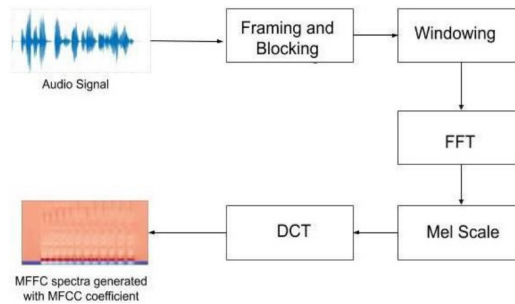 Audio Signal
Framing and
Blocking
Windowing
FFT
Mel Scale
DCT
MFFC spectra generated
with MFCC coefficient